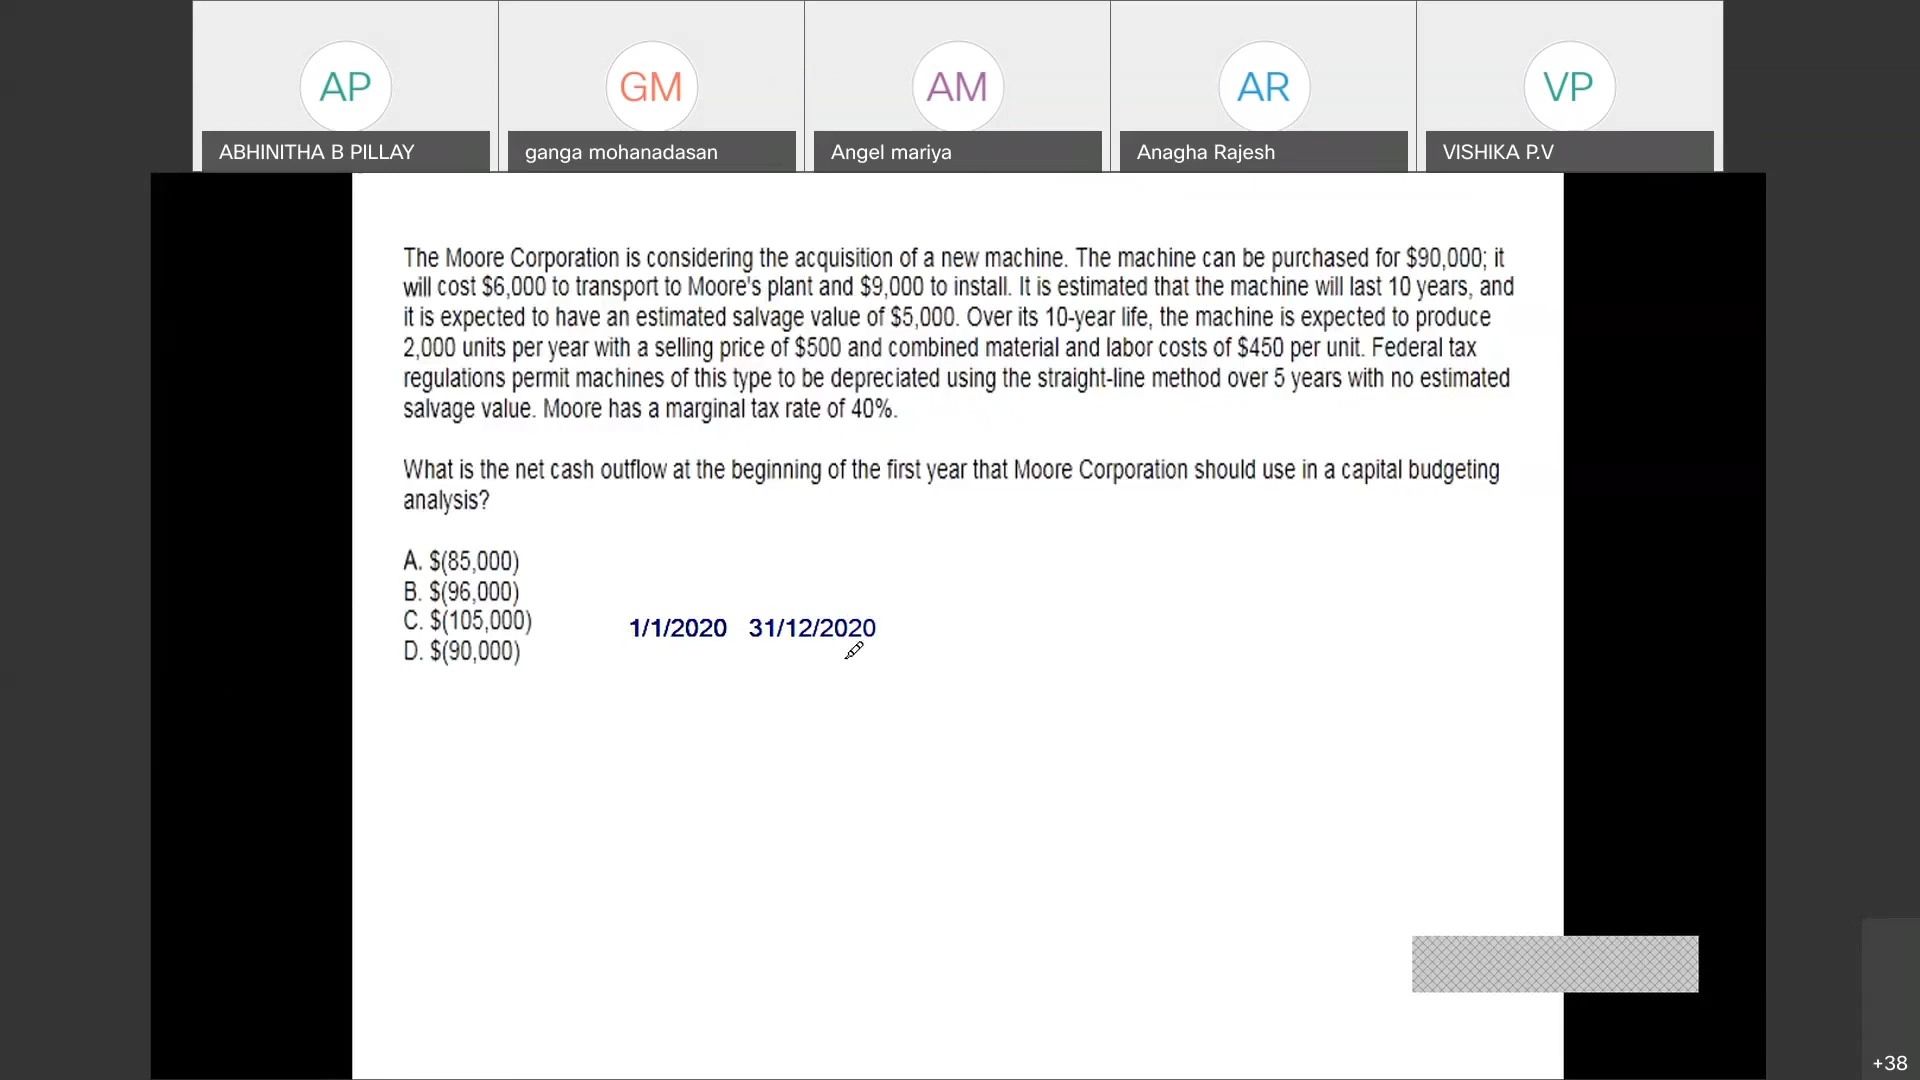 AP
GM
AM
AR
VP
ABHINITHA B PILLAY
ganga mohanadasan
Angel mariya
Anagha Rajesh
VISHIKA P.V
The Moore Corporation is considering the acquisition of a new machine. The machine can be purchased for $90,000; it
will cost $6,000 to transport to Moore's plant and $9,000 to install. It is estimated that the machine will last 10 years, and
it is expected to have an estimated salvage value of $5,000. Over its 10-year life, the machine is expected to produce
2,000 units per year with a selling price of $500 and combined material and labor costs of $450 per unit. Federal tax
regulations permit machines of this type to be depreciated using the straight-line method over 5 years with no estimated
salvage value. Moore has a marginal tax rate of 40%.
What is the net cash outflow at the beginning of the first year that Moore Corporation should use in a capital budgeting
analysis?
A. $(85,000)
B. $(96,000)
C. $(105,000)
D. $(90,000)
1/1/2020 31/12/2020
+38